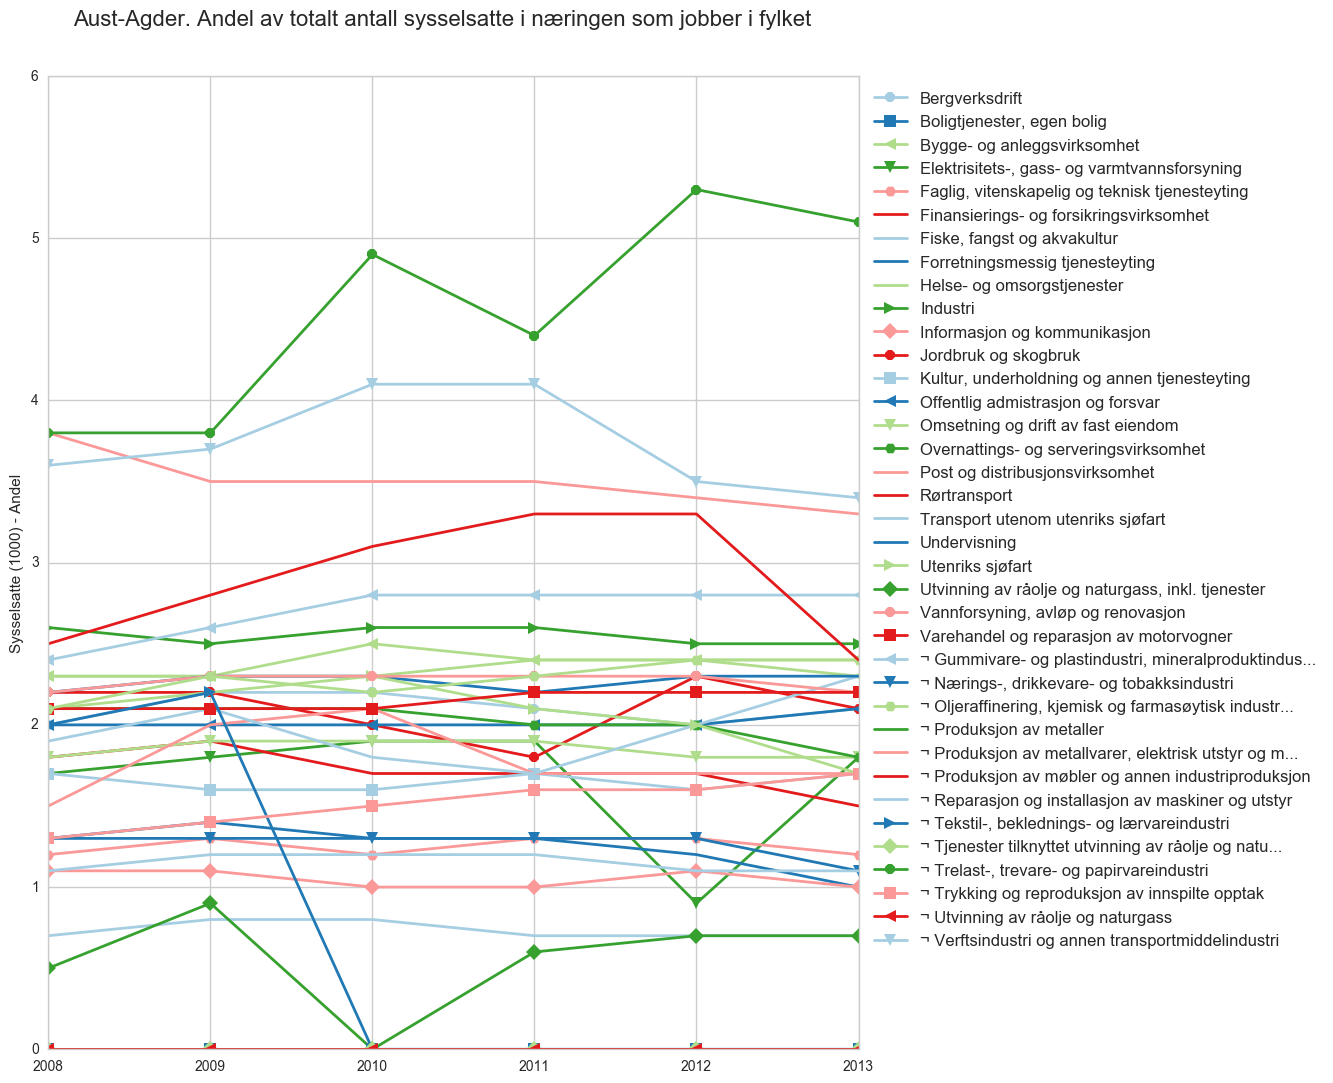 Aust-Agder. Andel av totalt antall sysselsatte i næringen som jobber i fylket
6
5
4
3
2
1
0
Sysselsatte (1000) - Andel
2008
2009
2010
2011
2012
2013
Bergverksdrift
Boligtjenester, egen bolig
Bygge- og anleggsvirksomhet
Elektrisitets-, gass- og varmtvannsforsyning
Faglig, vitenskapelig og teknisk tjenesteyting
Finansierings- og forsikringsvirksomhet
Fiske, fangst og akvakultur
Forretningsmessig tjenesteyting
Helse- og omsorgstjenester
Industri
Informasjon og kommunikasjon
Jordbruk og skogbruk
Kultur, underholdning og annen tjenesteyting
Offentlig admistrasjon og forsvar
Omsetning og drift av fast eiendom
Overnattings- og serveringsvirksomhet
Post og distribusjonsvirksomhet
Rørtransport
Transport utenom utenriks sjøfart
Undervisning
Utenriks sjøfart
Utvinning av råolje og naturgass, inkl. tjenester
Vannforsyning, avløp og renovasjon
Varehandel og reparasjon av motorvogner
¬ Gummivare- og plastindustri, mineralproduktindus...
¬ Nærings-, drikkevare- og tobakksindustri
¬ Oljeraffinering, kjemisk og farmasøytisk industr...
¬ Produksjon av metaller
¬ Produksjon av metallvarer, elektrisk utstyr og m...
¬ Produksjon av møbler og annen industriproduksjon
¬ Reparasjon og installasjon av maskiner og utstyr
¬ Tekstil-, beklednings- og lærvareindustri
¬ Tjenester tilknyttet utvinning av råolje og natu...
¬ Trelast-, trevare- og papirvareindustri
¬ Trykking og reproduksjon av innspilte opptak
¬ Utvinning av råolje og naturgass
¬ Verftsindustri og annen transportmiddelindustri